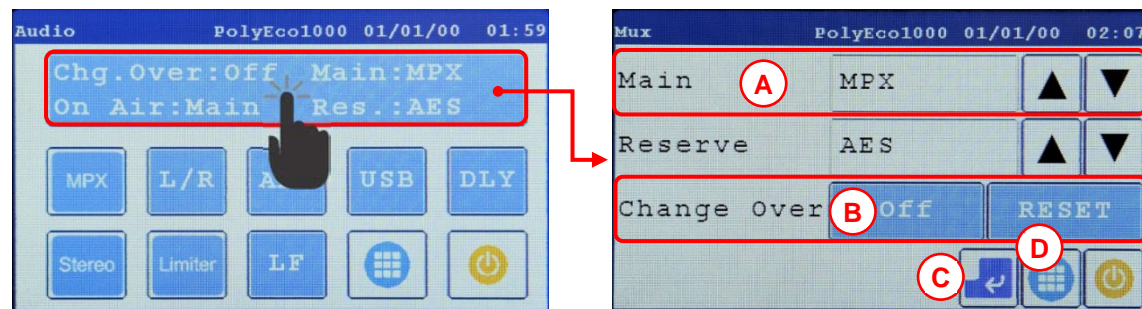 Audio PolyEco1000 01/01/00 01:59
Chg.Over:Off Main:MPX
On Air:Main Res.:AES
MPX L/R USB DLY
Stereo Limiter LF
Mux PolyEco1000 01/01/00 02:07
Main A MPX
Reserve AES
Change Over B Off RESET
C D